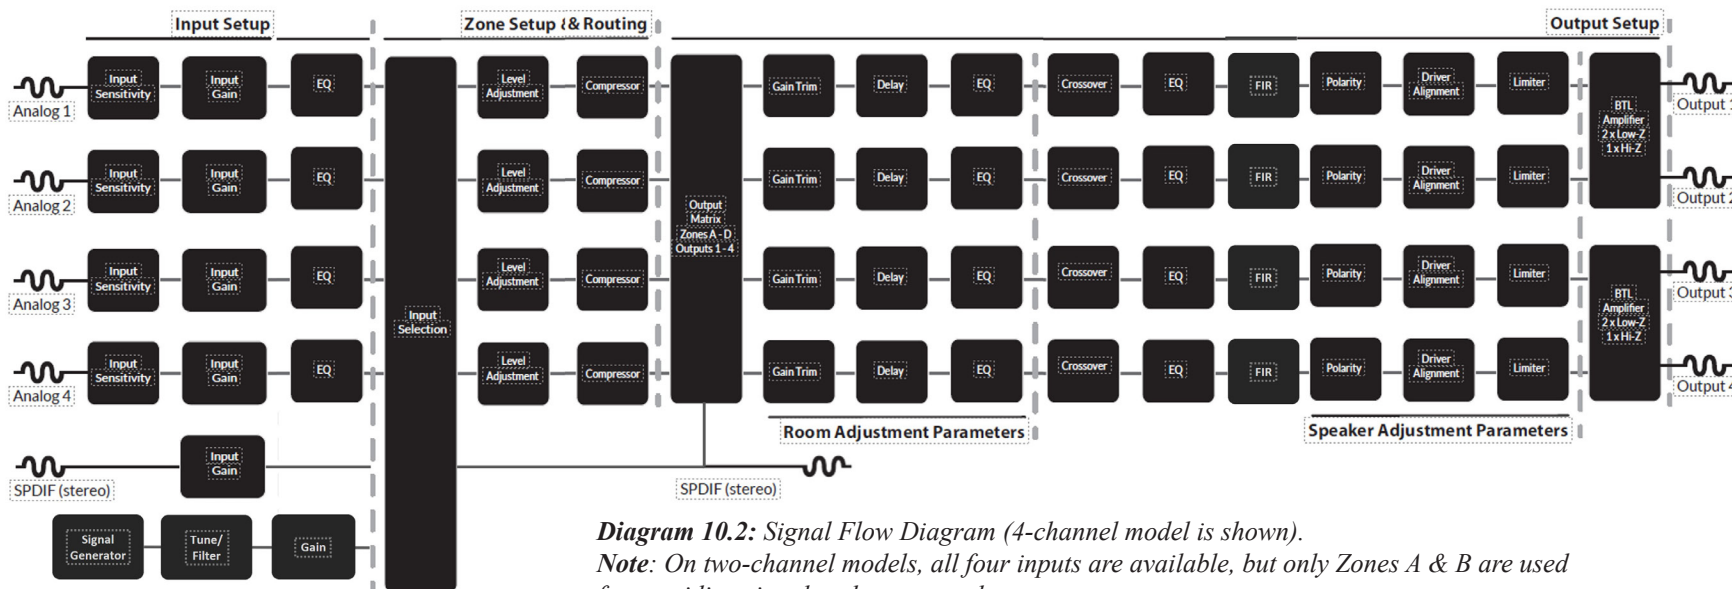 Input Setup
Zone Setup & Routing
Output Setup
Analog 1
Input
Sensitivity
Input
Gain
EQ
Level
Adjustment
Compressor
Gain Trim
Delay
EQ
Crossover
EQ
FIR
Polarity
Driver
Alignment
Limiter
BTL
Amplifier
2 x Low-Z
1 x Hi-Z
Output 1
Analog 2
Input
Sensitivity
Input
Gain
EQ
Level
Adjustment
Compressor
Output
Matrix
Zones A - D
Outputs 1 - 4
Gain Trim
Delay
EQ
Crossover
EQ
FIR
Polarity
Driver
Alignment
Limiter
Output 2
Analog 3
Input
Sensitivity
Input
Gain
EQ
Input
Selection
Level
Adjustment
Compressor
Gain Trim
Delay
EQ
Crossover
EQ
FIR
Polarity
Driver
Alignment
Limiter
BTL
Amplifier
2 x Low-Z
1 x Hi-Z
Output 3
Analog 4
Input
Sensitivity
Input
Gain
EQ
Level
Adjustment
Compressor
Gain Trim
Delay
EQ
Crossover
EQ
FIR
Polarity
Driver
Alignment
Limiter
Output 4
Room Adjustment Parameters
Speaker Adjustment Parameters
SPDIF (stereo)
Input
Gain
SPDIF (stereo)
Signal
Generator
Tune/
Filter
Gain
Diagram 10.2: Signal Flow Diagram (4-channel model is shown).
Note: On two-channel models, all four inputs are available, but only Zones A & B are used